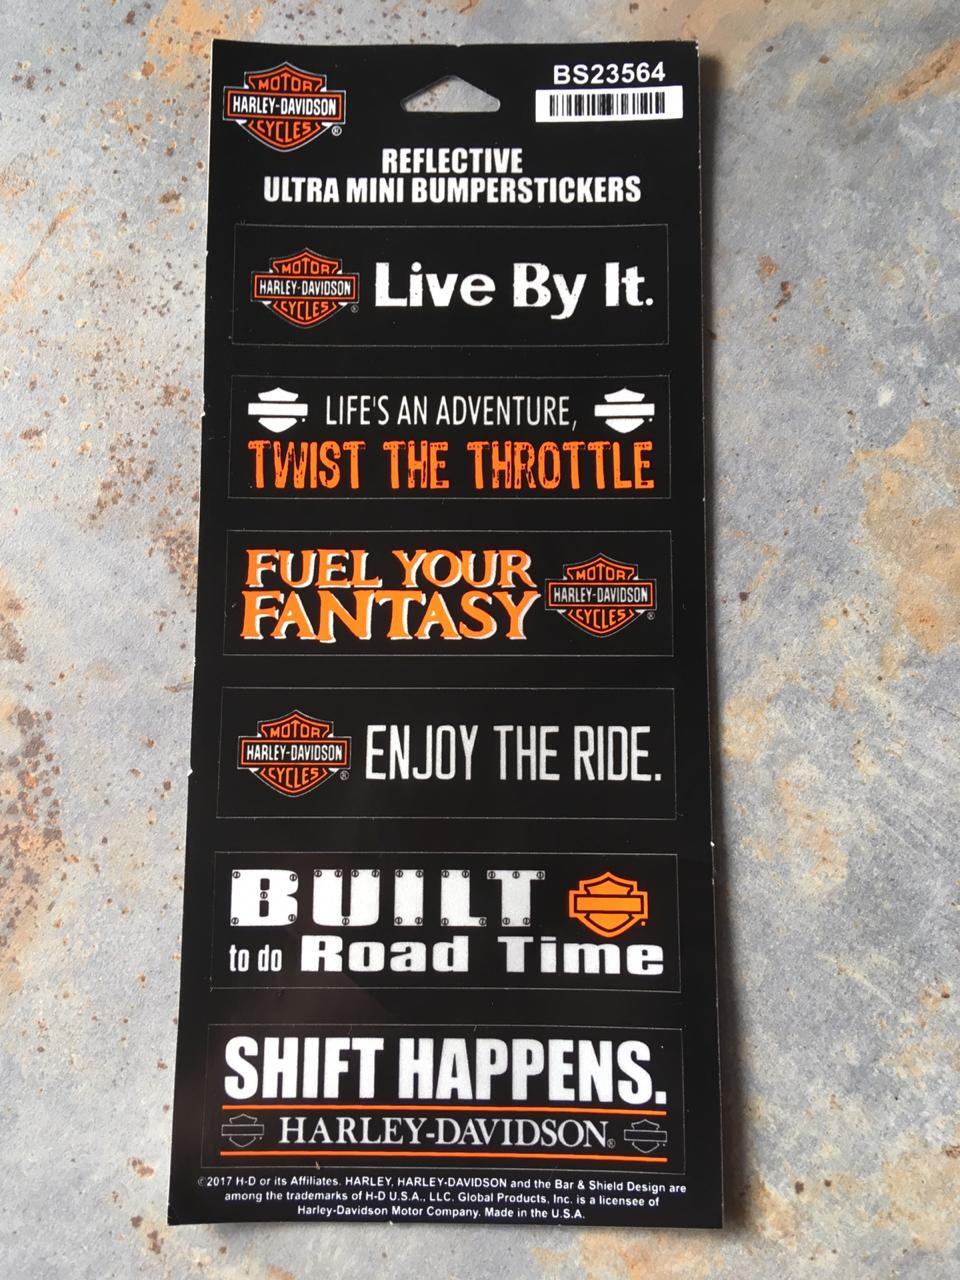 MOTOR
HARLEY-DAVIDSON
CYCLES®
BS23564
REFLECTIVE
ULTRA MINI BUMPERSTICKERS
MOTOR
HARLEY-DAVIDSON
CYCLES®
Live By It.
LIFE'S AN ADVENTURE,
TWIST THE THROTTLE
FUEL YOUR
FANTASY
MOTOR
HARLEY-DAVIDSON
CYCLES®
MOTOR
HARLEY-DAVIDSON
CYCLES®
ENJOY THE RIDE.
BUILT
to do Road Time
SHIFT HAPPENS.
HARLEY-DAVIDSON®
©2017 H-D or its Affiliates. HARLEY, HARLEY-DAVIDSON and the Bar & Shield Design are
among the trademarks of H-D U.S.A., LLC. Global Products, Inc. is a licensee of
Harley-Davidson Motor Company. Made in the U.S.A.